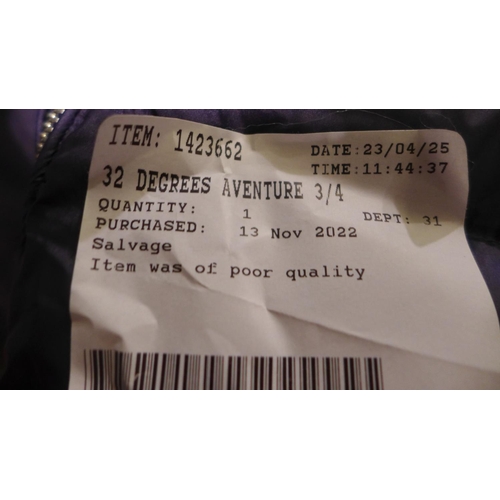 ITEM: 1423662 DATE:23/04/25
TIME:11:44:37
32 DEGREES AVENTURE 3/4
QUANTITY: 1 DEPT: 31
PURCHASED: 13 Nov 2022
Salvage
Item was of poor quality